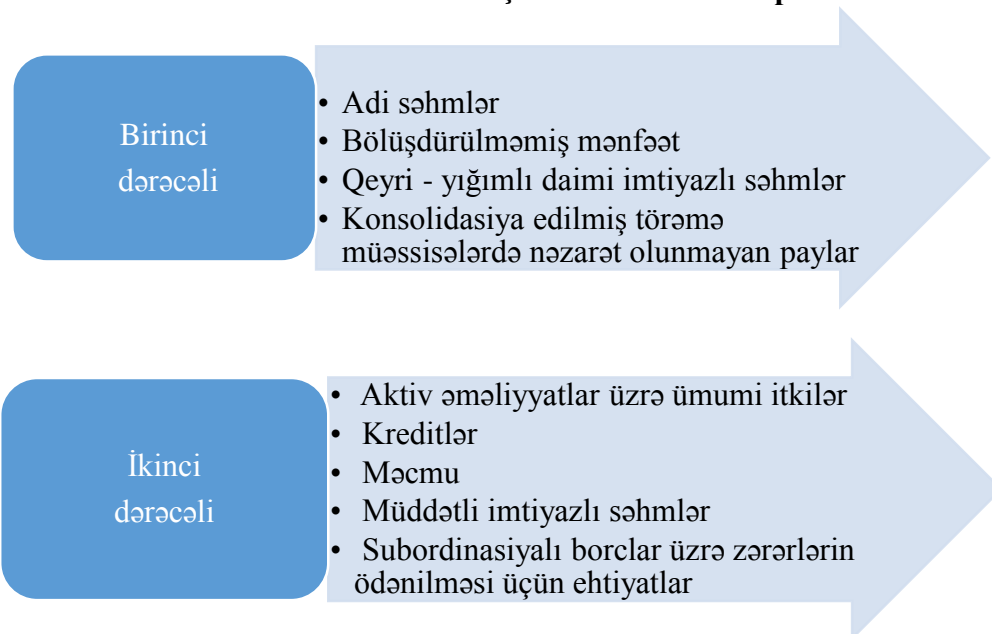 Birinci
dərəcəli
• Adi səhmlər
• Bölüşdürülməmiş mənfəət
• Qeyri - yığımlı daimi imtiyazlı səhmlər
• Konsolidasiya edilmiş törəmə
müəssisələrdə nəzarət olunmayan paylar
İkinci
dərəcəli
• Aktiv əməliyyatlar üzrə ümumi itkilər
• Kreditlər
• Məcmu
• Müddətli imtiyazlı səhmlər
• Subordinasiyalı borclar üzrə zərərlərin
ödənilməsi üçün ehtiyatlar